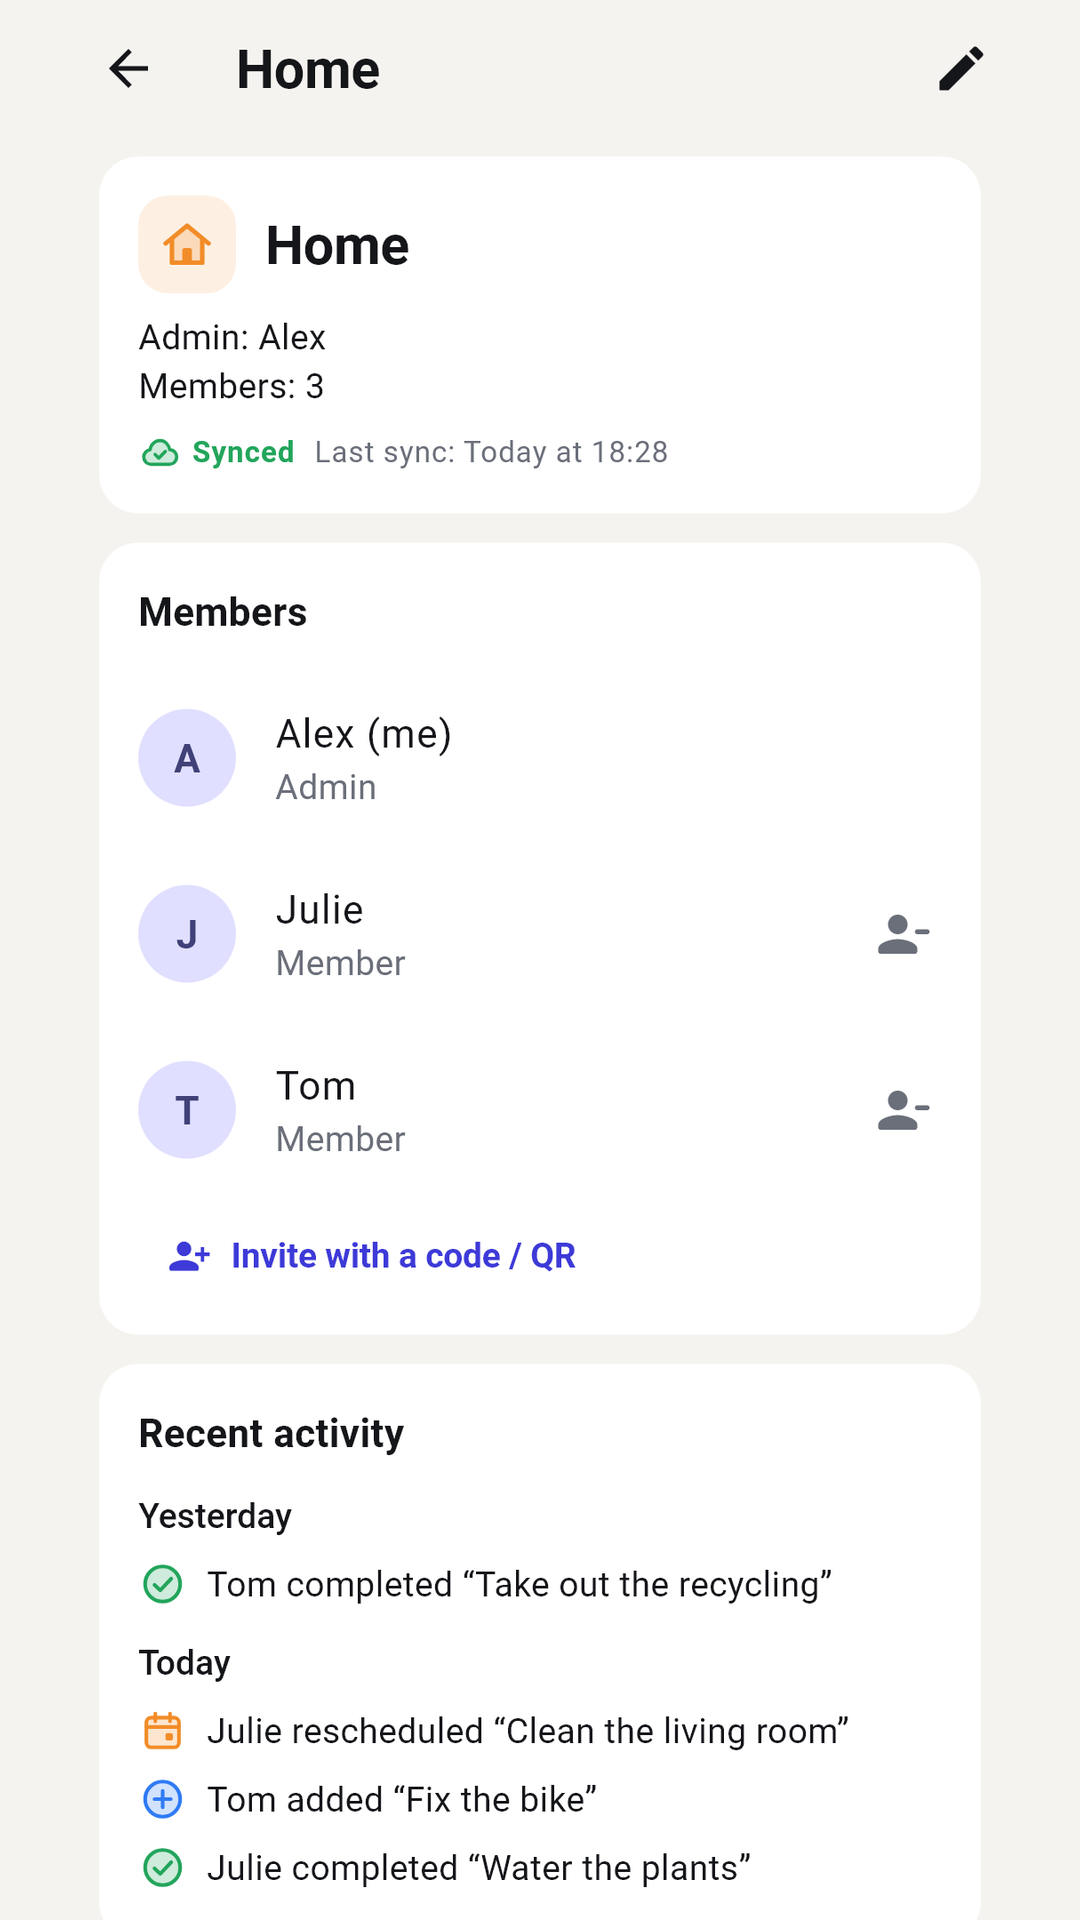 Home
Home
Admin: Alex
Members: 3
Synced Last sync: Today at 18:28
Members
A
Alex (me)
Admin
J
Julie
Member
T
Tom
Member
Invite with a code / QR
Recent activity
Yesterday
Tom completed “Take out the recycling”
Today
Julie rescheduled “Clean the living room”
Tom added “Fix the bike”
Julie completed “Water the plants”